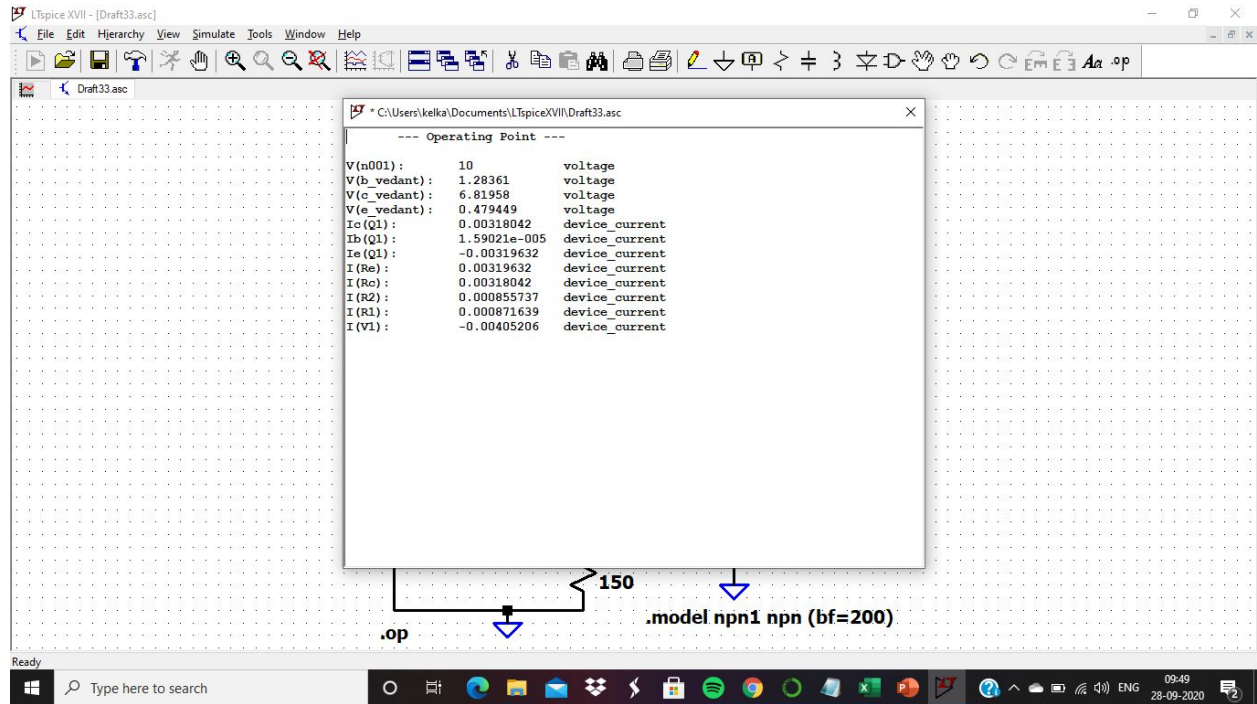 LTspice XVII - [Draft33.asc]
File Edit Hierarchy View Simulate Tools Window Help
Aa .op
Draft33.asc
* C:\Users\kelka\Documents\LTspiceXVII\Draft33.asc
--- Operating Point ---
V(n001): 10 voltage
V(b_vedant): 1.28361 voltage
V(c_vedant): 6.81958 voltage
V(e_vedant): 0.479449 voltage
Ic(Q1): 0.00318042 device_current
Ib(Q1): 1.59021e-005 device_current
Ie(Q1): -0.00319632 device_current
I(Re): 0.00319632 device_current
I(Rc): 0.00318042 device_current
I(R2): 0.000855737 device_current
I(R1): 0.000871639 device_current
I(V1): -0.00405206 device_current
150
.model npn1 npn (bf=200)
.op
Ready
Type here to search
ENG
09:49
28-09-2020
2